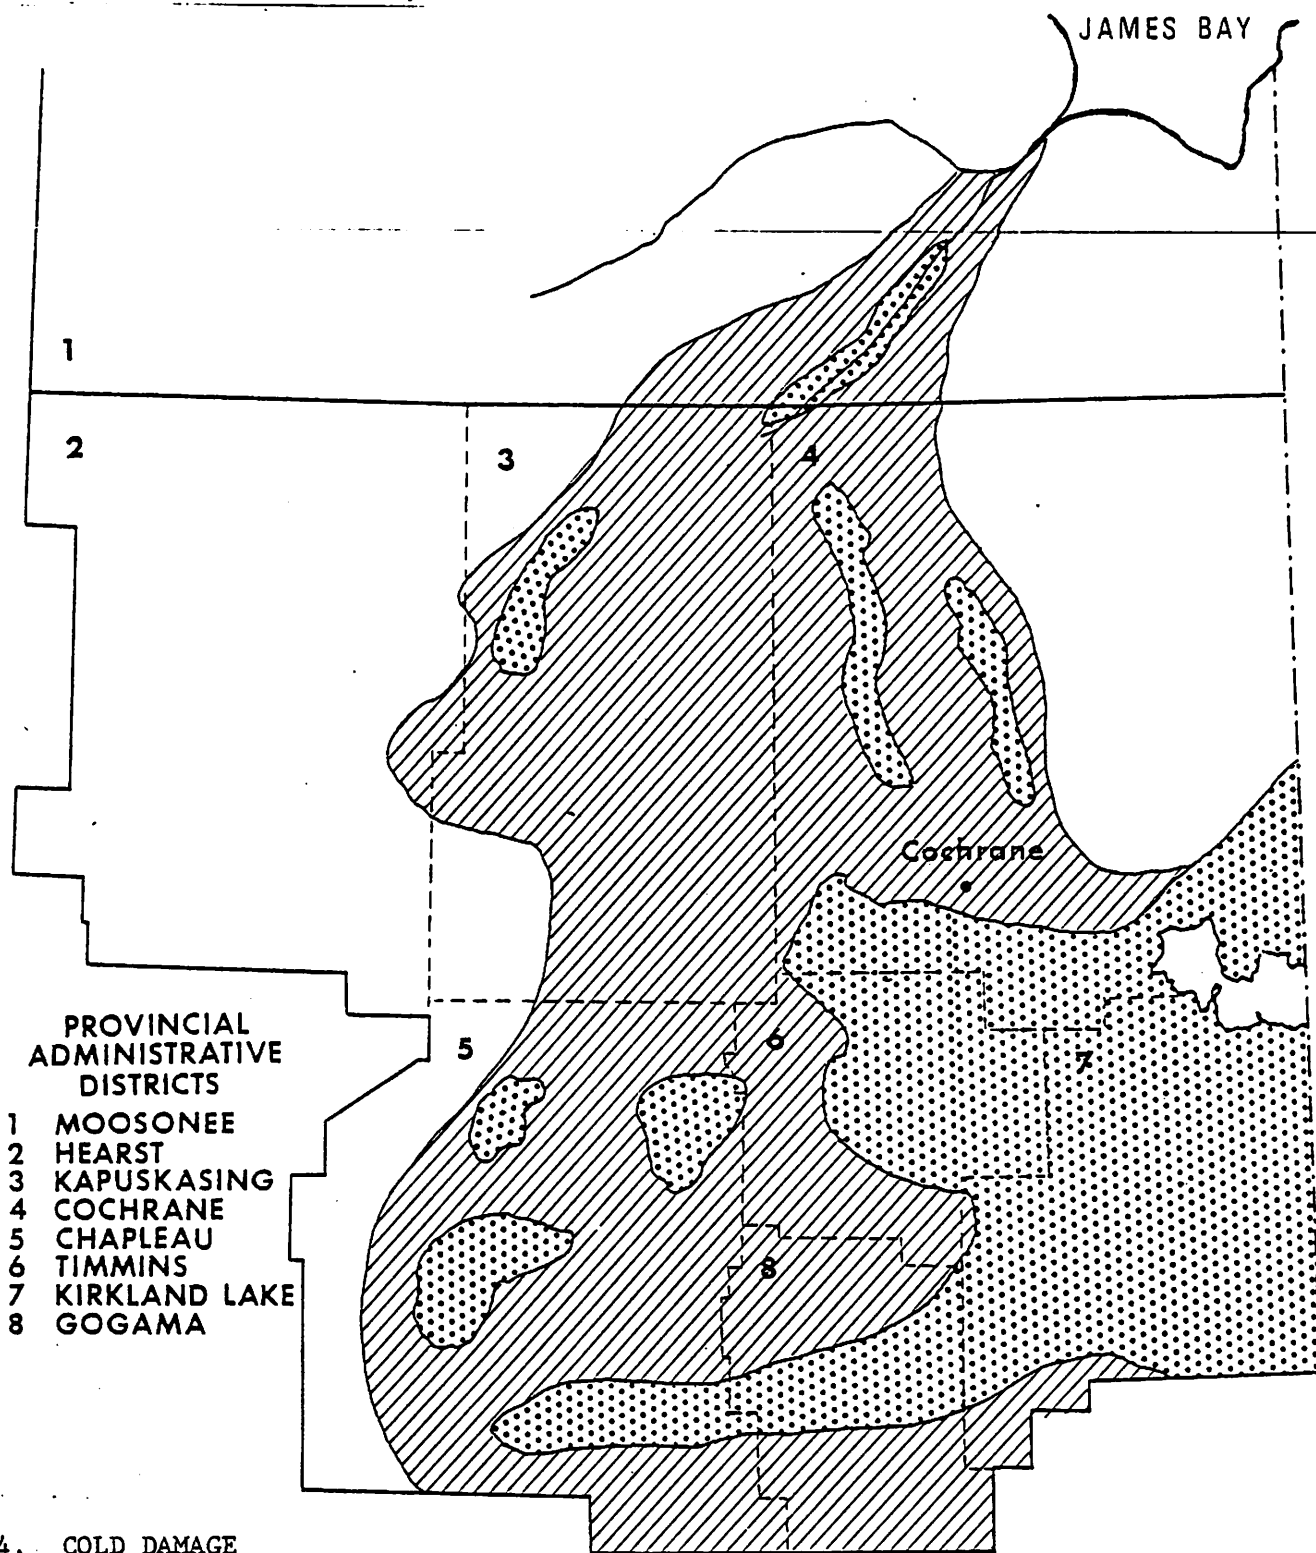 JAMES BAY
1
2
3
4
Cochrane
5
6
7
8
PROVINCIAL
ADMINISTRATIVE
DISTRICTS
1 MOOSONEE
2 HEARST
3 KAPUSKASING
4 COCHRANE
5 CHAPLEAU
6 TIMMINS
7 KIRKLAND LAKE
8 GOGAMA
4. COLD DAMAGE